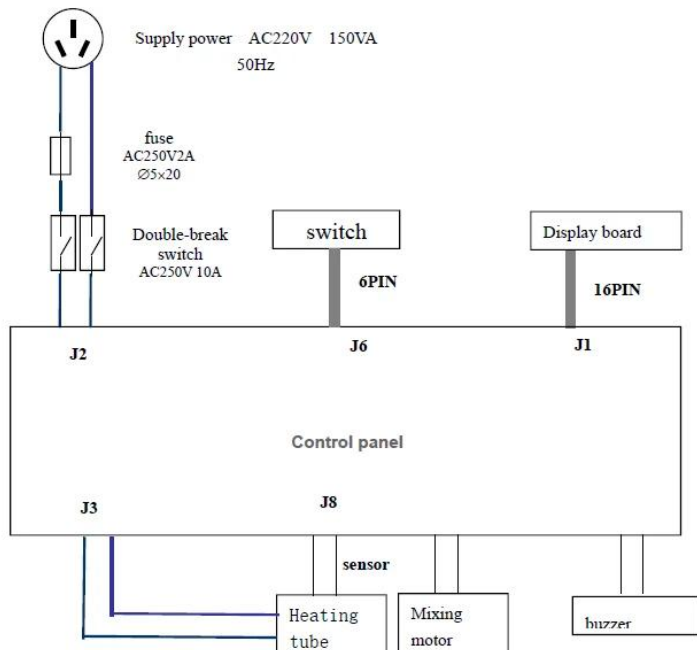 Supply power AC220V 150VA
50Hz
fuse
AC250V2A
Ø5×20
Double-break
switch
AC250V 10A
switch
Display board
6PIN
16PIN
J2
J6
J1
Control panel
J3
J8
sensor
Heating
tube
Mixing
motor
buzzer